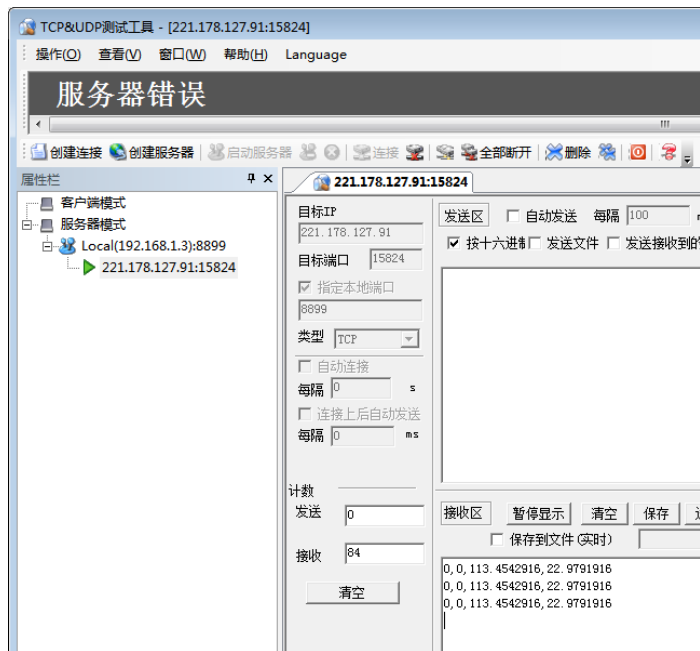 TCP&UDP测试工具 - [221.178.127.91:15824]
操作(O) 查看(V) 窗口(W) 帮助(H) Language
服务器错误
创建连接 创建服务器 启动服务器 连接 全部断开 删除
属性栏
客户端模式
服务器模式
Local(192.168.1.3):8899
221.178.127.91:15824
221.178.127.91:15824
目标IP
221.178.127.91
目标端口 15824
指定本地端口
8899
类型 TCP
自动连接
每隔 0 s
连接上后自动发送
每隔 0 ms
计数
发送 0
接收 84
清空
发送区 自动发送 每隔 100
按十六进制 发送文件 发送接收到的
接收区 暂停显示 清空 保存
保存到文件(实时)
0,0,113.4542916,22.9791916
0,0,113.4542916,22.9791916
0,0,113.4542916,22.9791916